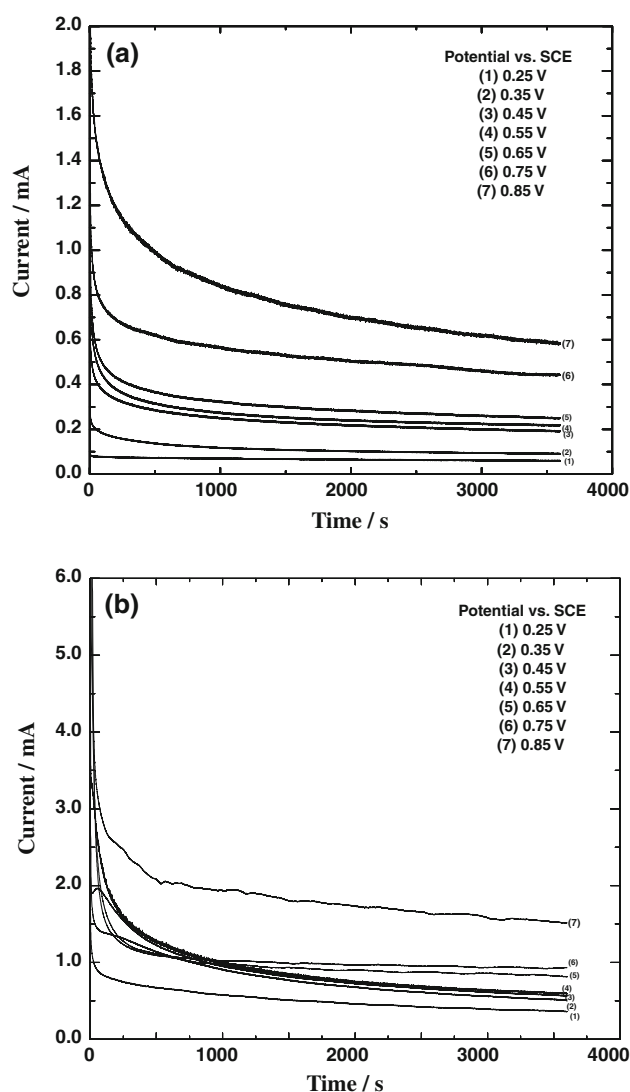 (a)
Potential vs. SCE
(1) 0.25 V
(2) 0.35 V
(3) 0.45 V
(4) 0.55 V
(5) 0.65 V
(6) 0.75 V
(7) 0.85 V
2.0
1.8
1.6
1.4
1.2
1.0
0.8
0.6
0.4
0.2
0.0
Current / mA
(7)
(6)
(5)
(4)
(3)
(2)
(1)
0
1000
2000
3000
4000
Time / s
(b)
Potential vs. SCE
(1) 0.25 V
(2) 0.35 V
(3) 0.45 V
(4) 0.55 V
(5) 0.65 V
(6) 0.75 V
(7) 0.85 V
6.0
5.0
4.0
3.0
2.0
1.0
0.0
Current / mA
(7)
(6)
(5)
(4)
(3)
(2)
(1)
0
1000
2000
3000
4000
Time / s